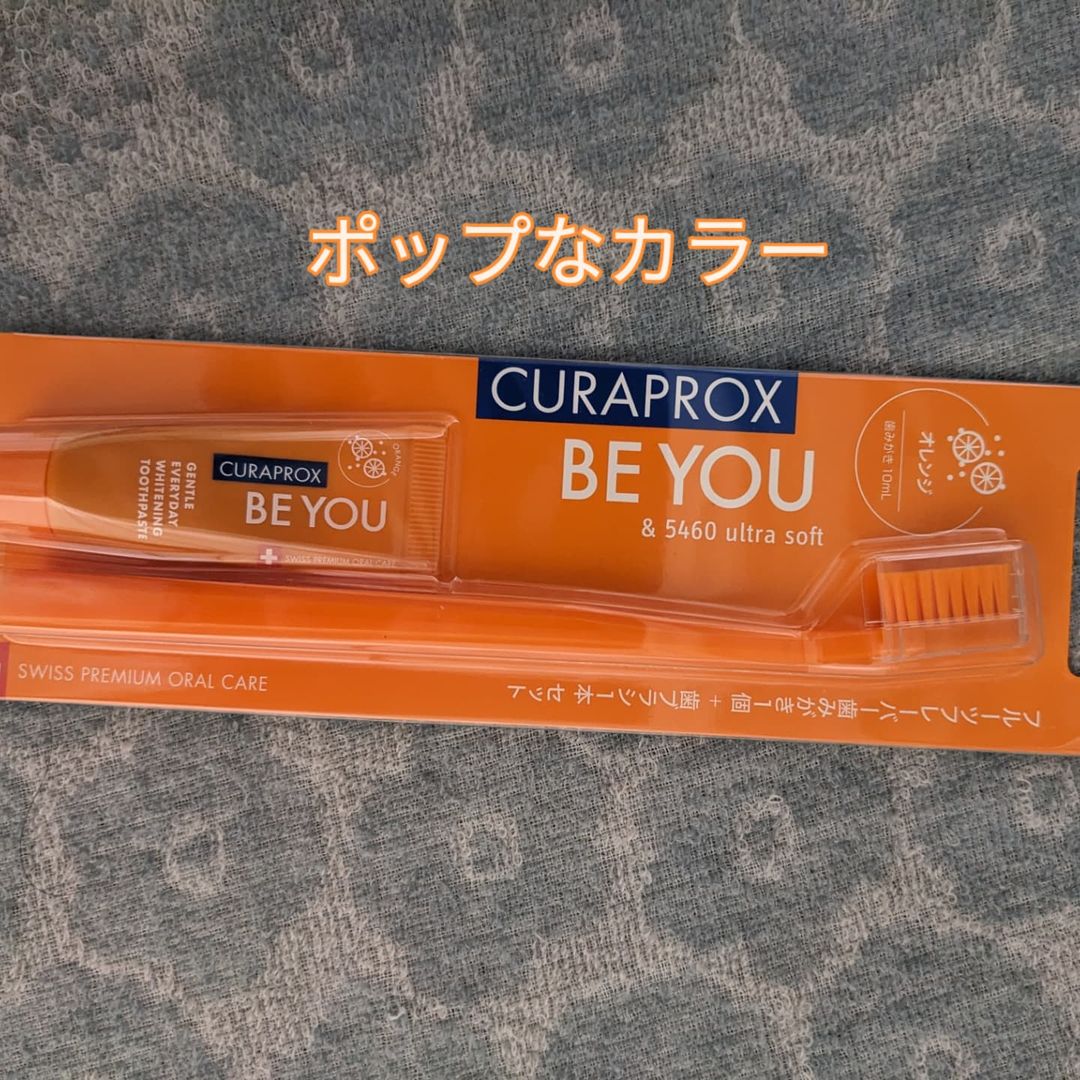 ポップなカラー
CURAPROX
BE YOU
& 5460 ultra soft
オレンジ
歯みがき 10mL
ORANGE
CURAPROX
BE YOU
GENTLE
EVERYDAY
WHITENING
TOOTHPASTE
SWISS PREMIUM ORAL CARE
SWISS PREMIUM ORAL CARE
フルーツフレーバー歯みがき1個 + 歯ブラシ1本 セット